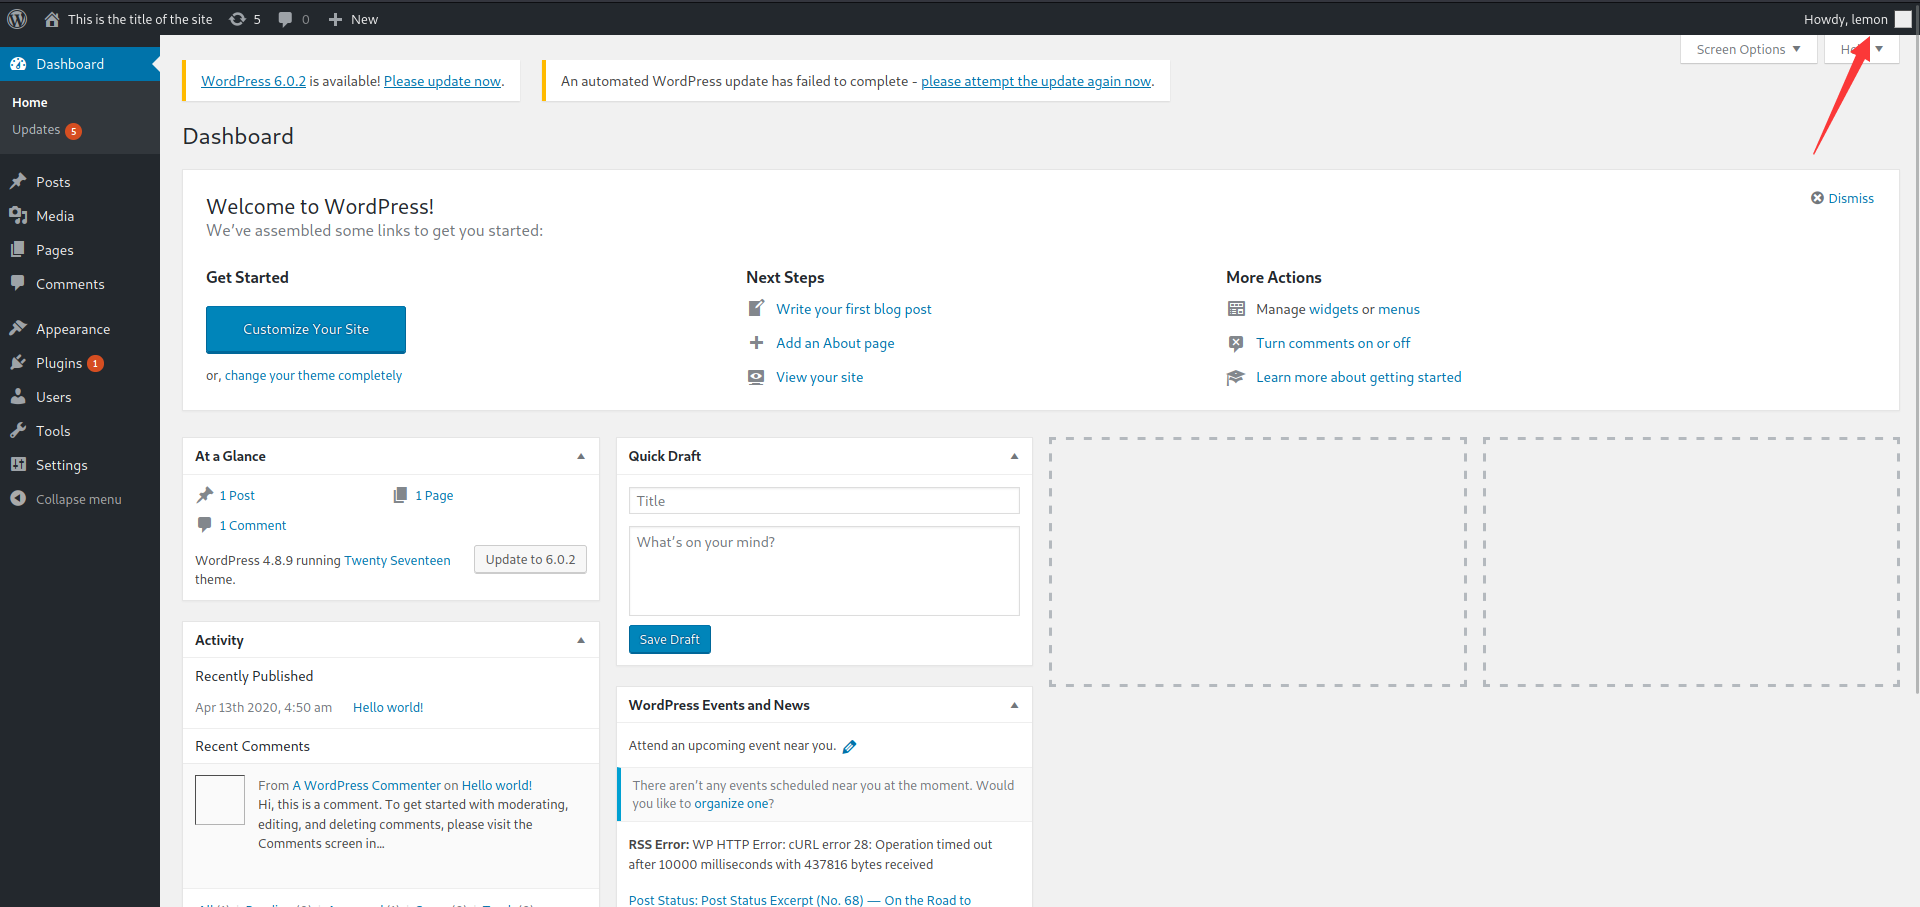 This is the title of the site 5 0 New Howdy, lemon
Screen Options
Dashboard
Home
Updates 5
Posts
Media
Pages
Comments
Appearance
Plugins 1
Users
Tools
Settings
Collapse menu
WordPress 6.0.2 is available! Please update now.
An automated WordPress update has failed to complete - please attempt the update again now.
Dashboard
Welcome to WordPress!
We've assembled some links to get you started:
Dismiss
Get Started
Customize Your Site
or, change your theme completely
Next Steps
Write your first blog post
Add an About page
View your site
More Actions
Manage widgets or menus
Turn comments on or off
Learn more about getting started
At a Glance
1 Post
1 Page
1 Comment
WordPress 4.8.9 running Twenty Seventeen
theme.
Update to 6.0.2
Activity
Recently Published
Apr 13th 2020, 4:50 am Hello world!
Recent Comments
From A WordPress Commenter on Hello world!
Hi, this is a comment. To get started with moderating,
editing, and deleting comments, please visit the
Comments screen in…
Quick Draft
Title
What's on your mind?
Save Draft
WordPress Events and News
Attend an upcoming event near you.
There aren't any events scheduled near you at the moment. Would
you like to organize one?
RSS Error: WP HTTP Error: cURL error 28: Operation timed out
after 10000 milliseconds with 437816 bytes received
Post Status: Post Status Excerpt (No. 68) — On the Road to